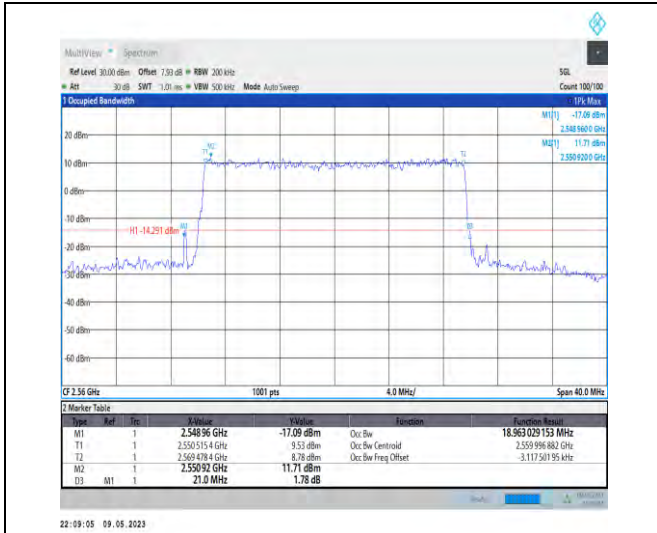 MultiView Spectrum
Ref Level 30.00 dBm Offset 7.93 dB RBW 200 kHz SGL
Att 30 dB SWT 1.01 ms VBW 500 kHz Mode Auto Sweep Count 100/100
1 Occupied Bandwidth 1Pk Max
M1[1] -17.09 dBm
2.548 960 0 GHz
M2[1] 11.71 dBm
2.550 920 0 GHz
20 dBm
M2
T1
T2
10 dBm
0 dBm
-10 dBm
H1 -14.291 dBm
M1
D3
-20 dBm
-30 dBm
-40 dBm
-50 dBm
-60 dBm
CF 2.56 GHz 1001 pts 4.0 MHz/ Span 40.0 MHz
2 Marker Table
Type Ref Trc X-Value Y-Value Function Function Result
M1 1 2.548 96 GHz -17.09 dBm Occ Bw 18.963 029 153 MHz
T1 1 2.550 515 4 GHz 9.53 dBm Occ Bw Centroid 2.559 996 882 GHz
T2 1 2.569 478 4 GHz 8.78 dBm Occ Bw Freq Offset -3.117 501 95 kHz
M2 1 2.550 92 GHz 11.71 dBm
D3 M1 1 21.0 MHz 1.78 dB
22:09:05 09.05.2023